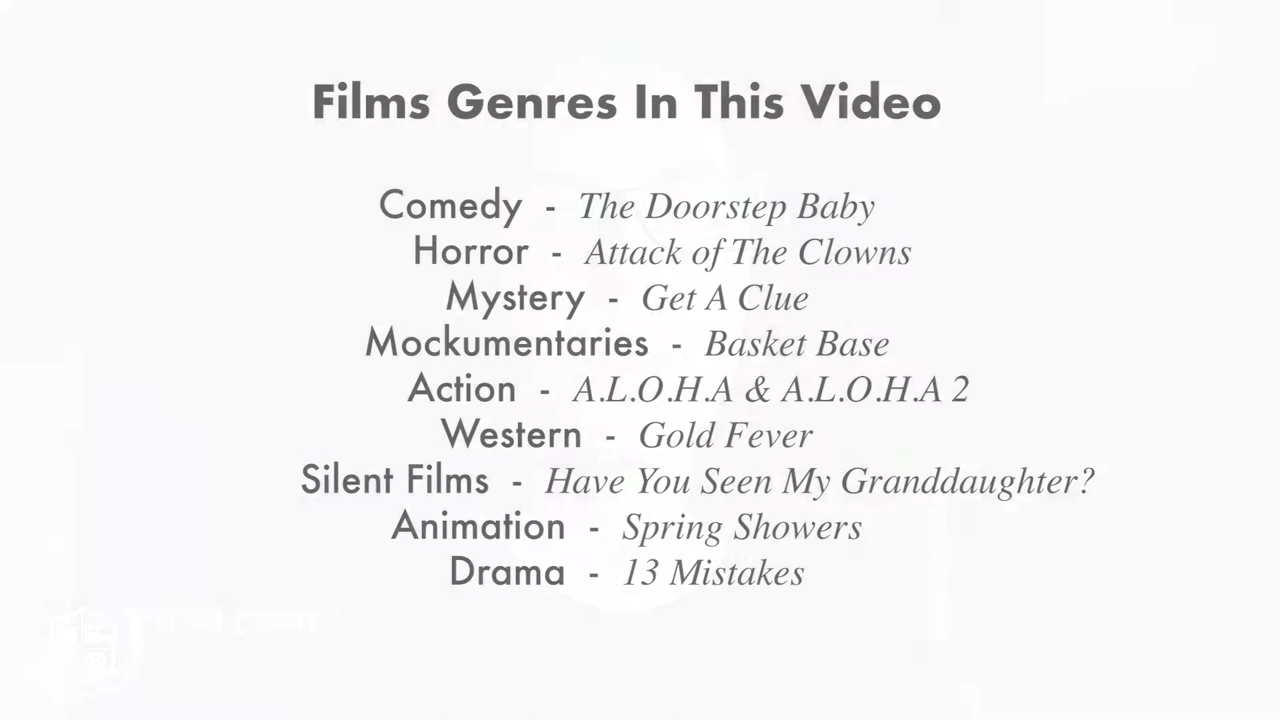 Films Genres In This Video
Comedy - The Doorstep Baby
Horror - Attack of The Clowns
Mystery - Get A Clue
Mockumentaries - Basket Base
Action - A.L.O.H.A & A.L.O.H.A 2
Western - Gold Fever
Silent Films - Have You Seen My Granddaughter?
Animation - Spring Showers
Drama - 13 Mistakes